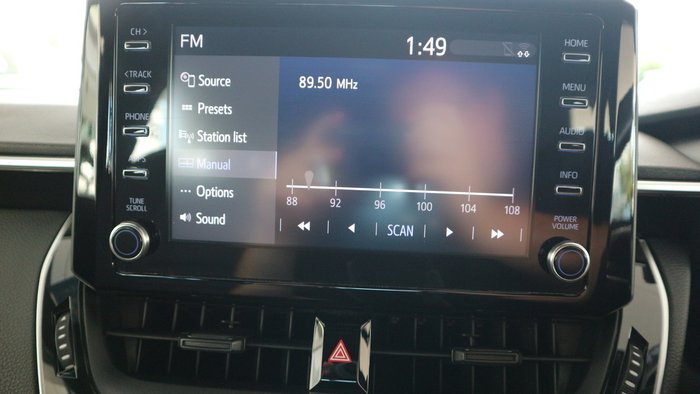 CH >
< TRACK
PHONE
APPS
TUNE
SCROLL
FM
1:49
Source
Presets
Station list
Manual
Options
Sound
89.50 MHz
88 92 96 100 104 108
SCAN
HOME
MENU
AUDIO
INFO
POWER
VOLUME